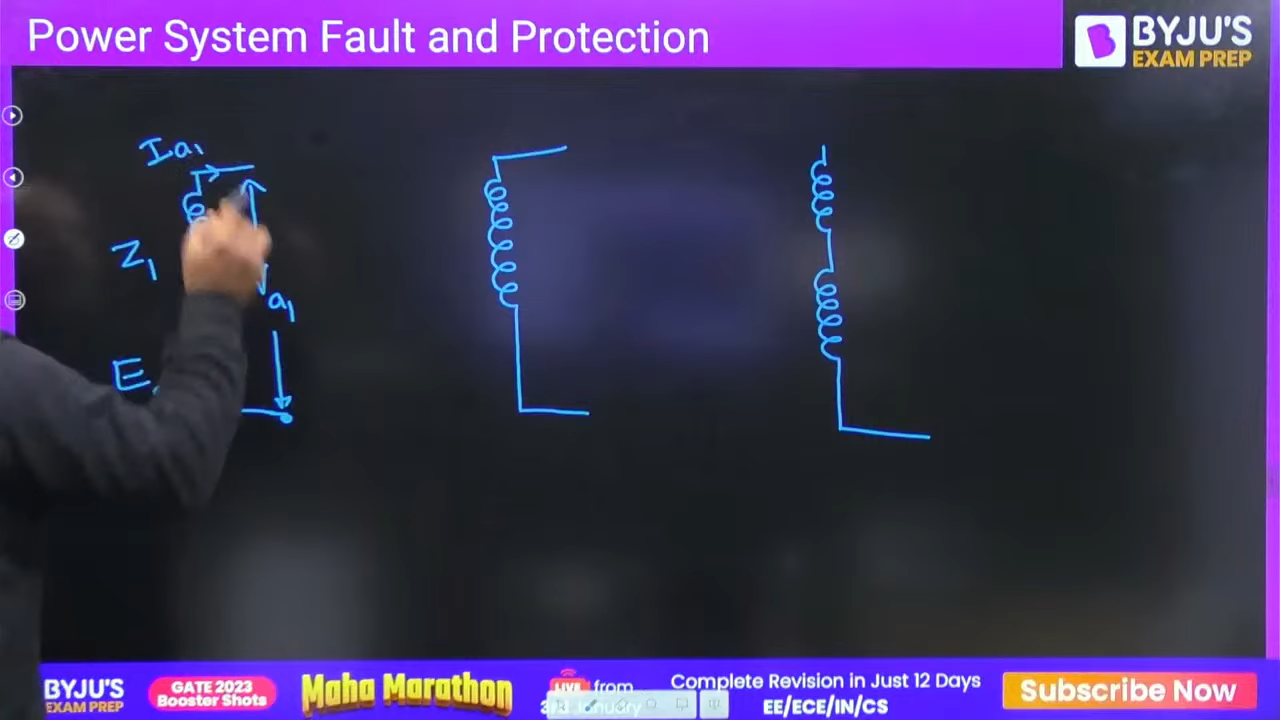 Power System Fault and Protection
BYJU'S
EXAM PREP
Ia₁
Z₁
a₁
E
BYJU'S
EXAM PREP
GATE 2023
Booster Shots
Maha Marathon
LIVE from
Complete Revision in Just 12 Days
EE/ECE/IN/CS
Subscribe Now